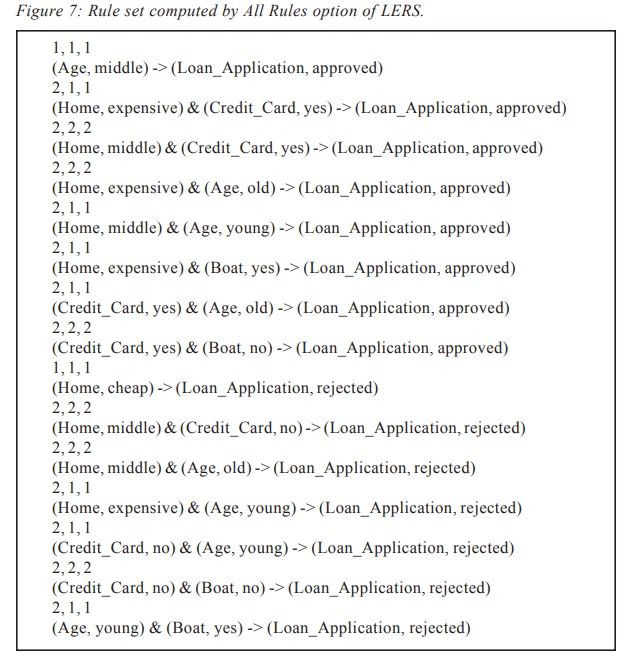 Figure 7: Rule set computed by All Rules option of LERS.
1, 1, 1
(Age, middle) -> (Loan_Application, approved)
2, 1, 1
(Home, expensive) & (Credit_Card, yes) -> (Loan_Application, approved)
2, 2, 2
(Home, middle) & (Credit_Card, yes) -> (Loan_Application, approved)
2, 2, 2
(Home, expensive) & (Age, old) -> (Loan_Application, approved)
2, 1, 1
(Home, middle) & (Age, young) -> (Loan_Application, approved)
2, 1, 1
(Home, expensive) & (Boat, yes) -> (Loan_Application, approved)
2, 1, 1
(Credit_Card, yes) & (Age, old) -> (Loan_Application, approved)
2, 2, 2
(Credit_Card, yes) & (Boat, no) -> (Loan_Application, approved)
1, 1, 1
(Home, cheap) -> (Loan_Application, rejected)
2, 2, 2
(Home, middle) & (Credit_Card, no) -> (Loan_Application, rejected)
2, 2, 2
(Home, middle) & (Age, old) -> (Loan_Application, rejected)
2, 1, 1
(Home, expensive) & (Age, young) -> (Loan_Application, rejected)
2, 1, 1
(Credit_Card, no) & (Age, young) -> (Loan_Application, rejected)
2, 2, 2
(Credit_Card, no) & (Boat, no) -> (Loan_Application, rejected)
2, 1, 1
(Age, young) & (Boat, yes) -> (Loan_Application, rejected)